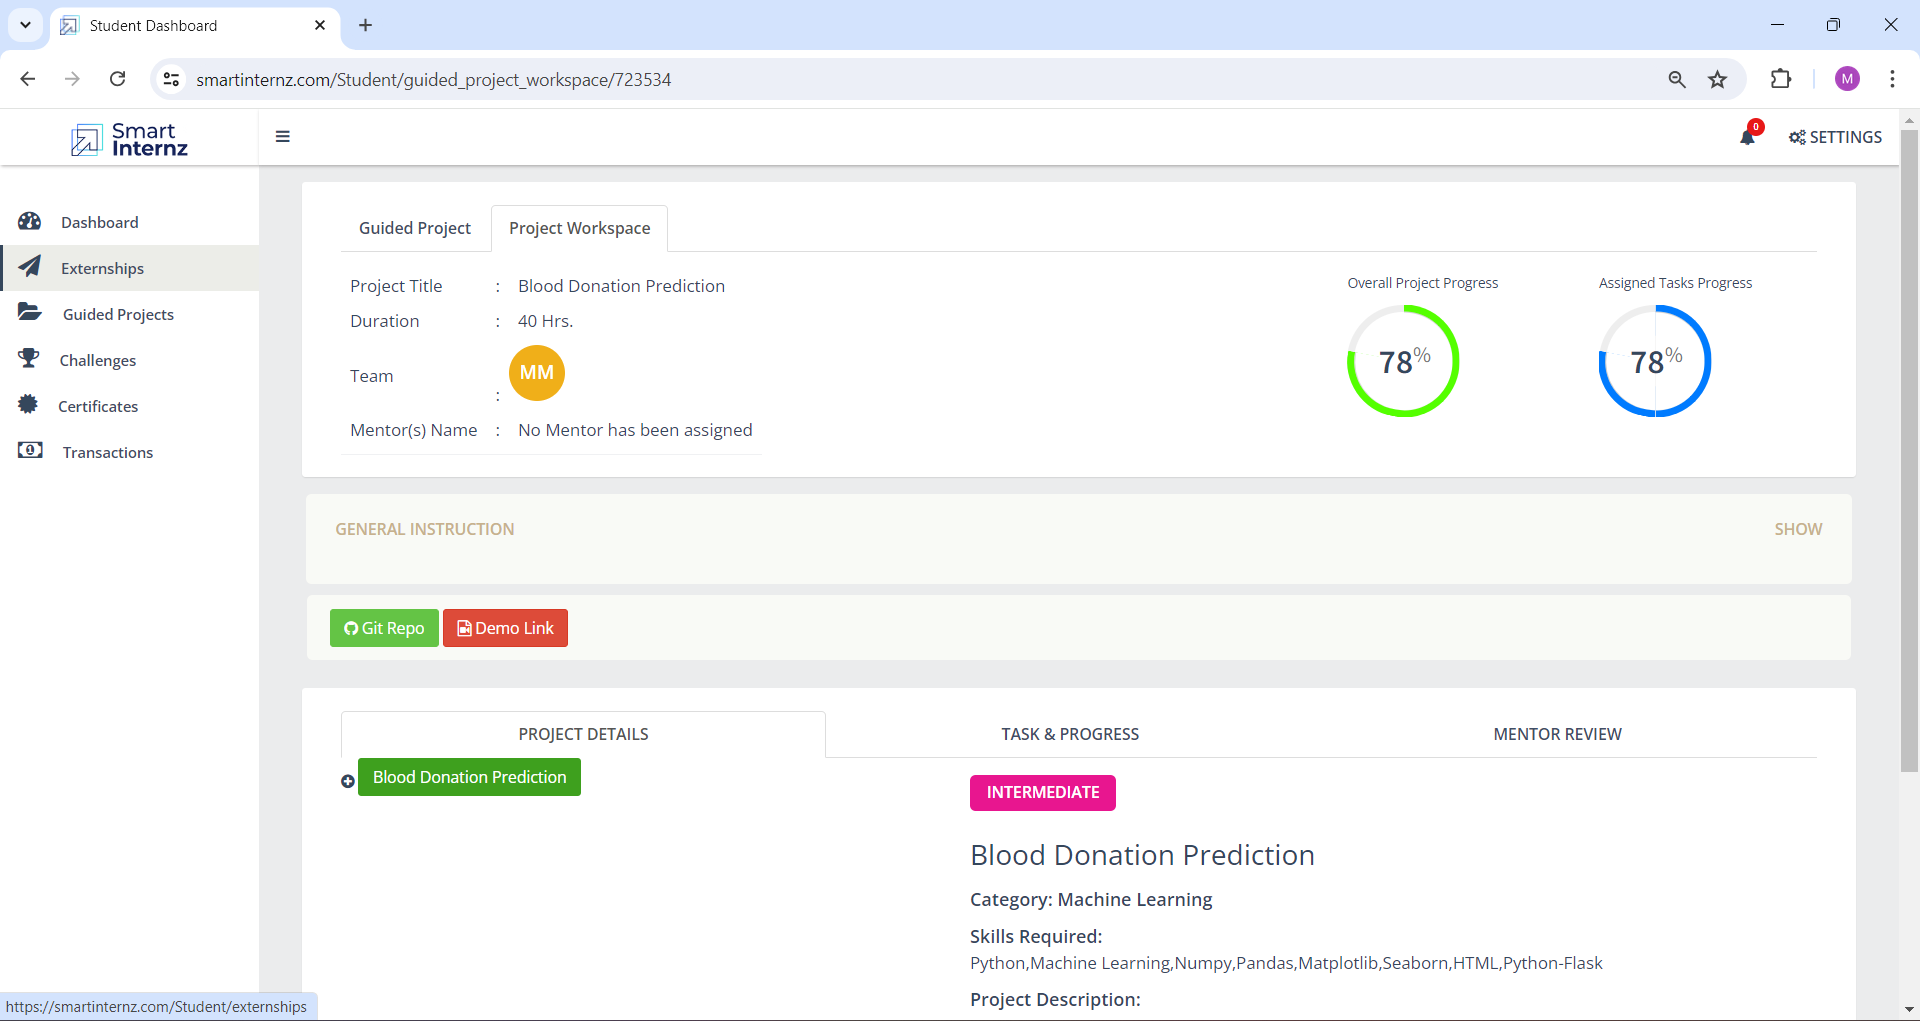 Student Dashboard
smartinternz.com/Student/guided_project_workspace/723534
M
Smart
Internz
0
SETTINGS
Dashboard
Externships
Guided Projects
Challenges
Certificates
Transactions
Guided Project
Project Workspace
Project Title : Blood Donation Prediction
Duration : 40 Hrs.
Team : MM
Mentor(s) Name : No Mentor has been assigned
Overall Project Progress
78%
Assigned Tasks Progress
78%
GENERAL INSTRUCTION
SHOW
Git Repo
Demo Link
PROJECT DETAILS
TASK & PROGRESS
MENTOR REVIEW
Blood Donation Prediction
INTERMEDIATE
Blood Donation Prediction
Category: Machine Learning
Skills Required:
Python,Machine Learning,Numpy,Pandas,Matplotlib,Seaborn,HTML,Python-Flask
Project Description:
https://smartinternz.com/Student/externships